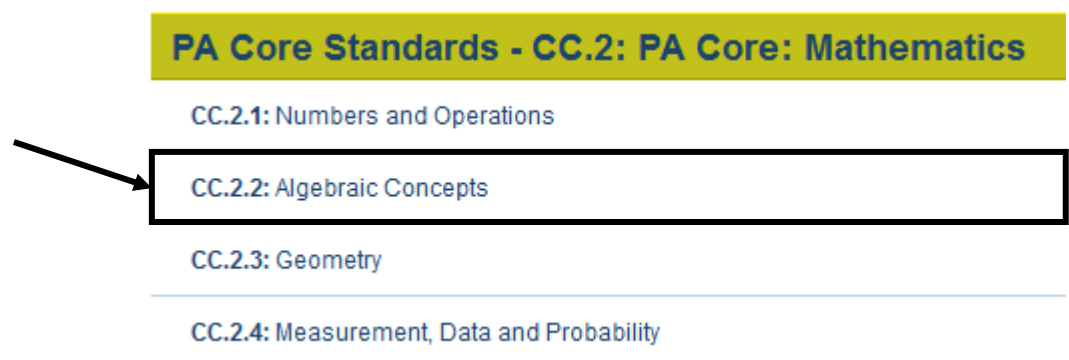 PA Core Standards - CC.2: PA Core: Mathematics
CC.2.1: Numbers and Operations
CC.2.2: Algebraic Concepts
CC.2.3: Geometry
CC.2.4: Measurement, Data and Probability